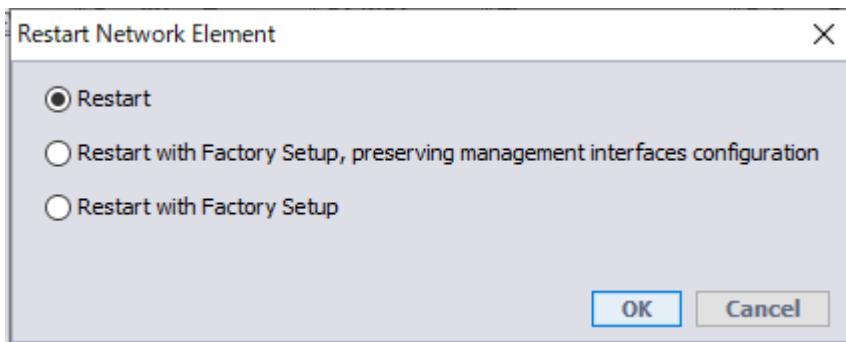 Restart Network Element
Restart
Restart with Factory Setup, preserving management interfaces configuration
Restart with Factory Setup
OK Cancel